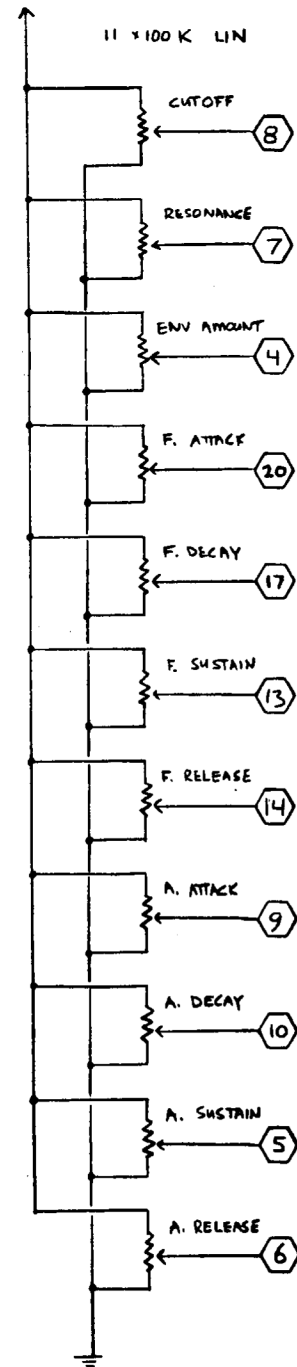 11 x 100 K LIN
CUTOFF
8
RESONANCE
7
ENV AMOUNT
4
F. ATTACK
20
F. DECAY
17
F. SUSTAIN
13
F. RELEASE
14
A. ATTACK
9
A. DECAY
10
A. SUSTAIN
5
A. RELEASE
6